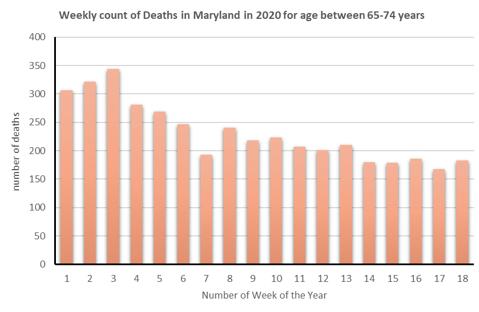 Weekly count of Deaths in Maryland in 2020 for age between 65-74 years
400
350
300
250
200
150
100
50
0
number of deaths
1 2 3 4 5 6 7 8 9 10 11 12 13 14 15 16 17 18
Number of Week of the Year